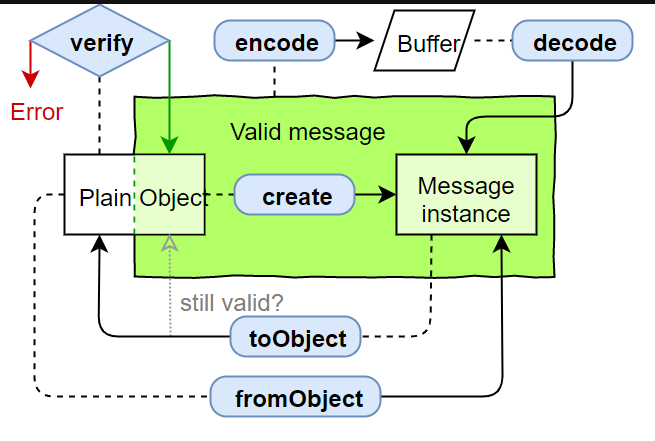 verify
encode
Buffer
decode
Error
Valid message
Plain Object
create
Message
instance
still valid?
toObject
fromObject